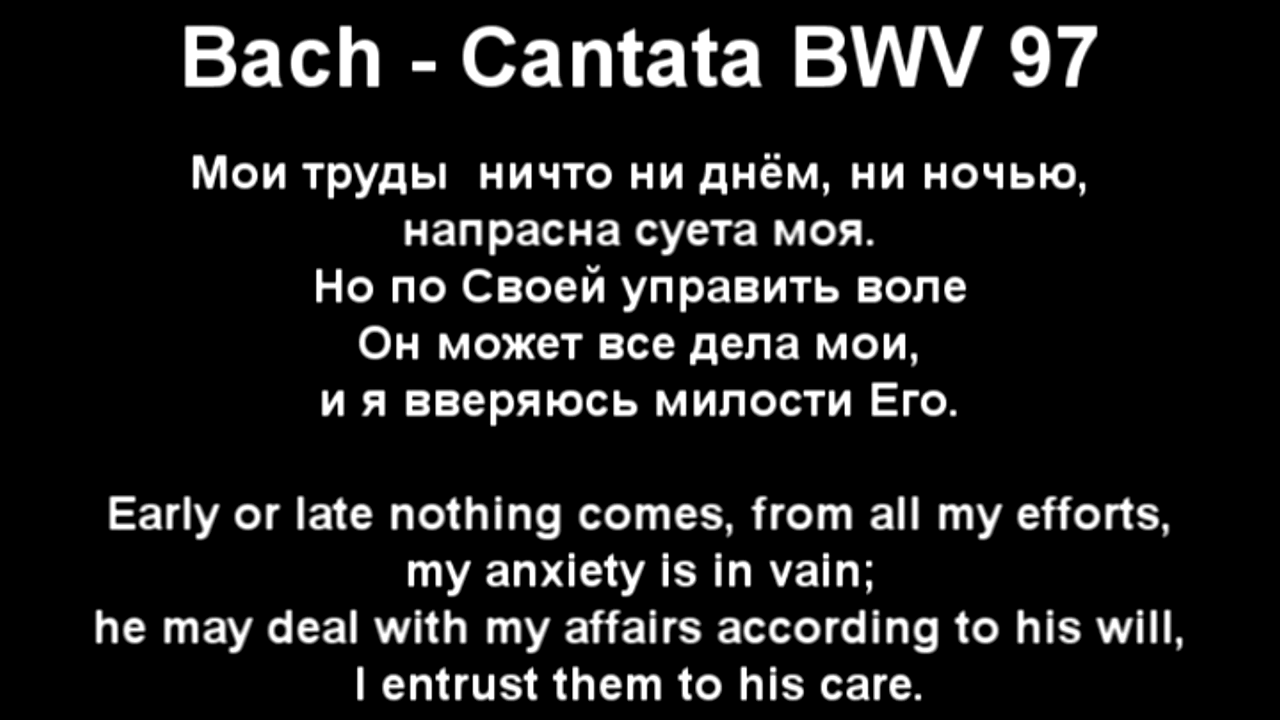 Bach - Cantata BWV 97
Мои труды ничто ни днём, ни ночью,
напрасна суета моя.
Но по Своей управить воле
Он может все дела мои,
и я вверяюсь милости Его.
Early or late nothing comes, from all my efforts,
my anxiety is in vain;
he may deal with my affairs according to his will,
I entrust them to his care.